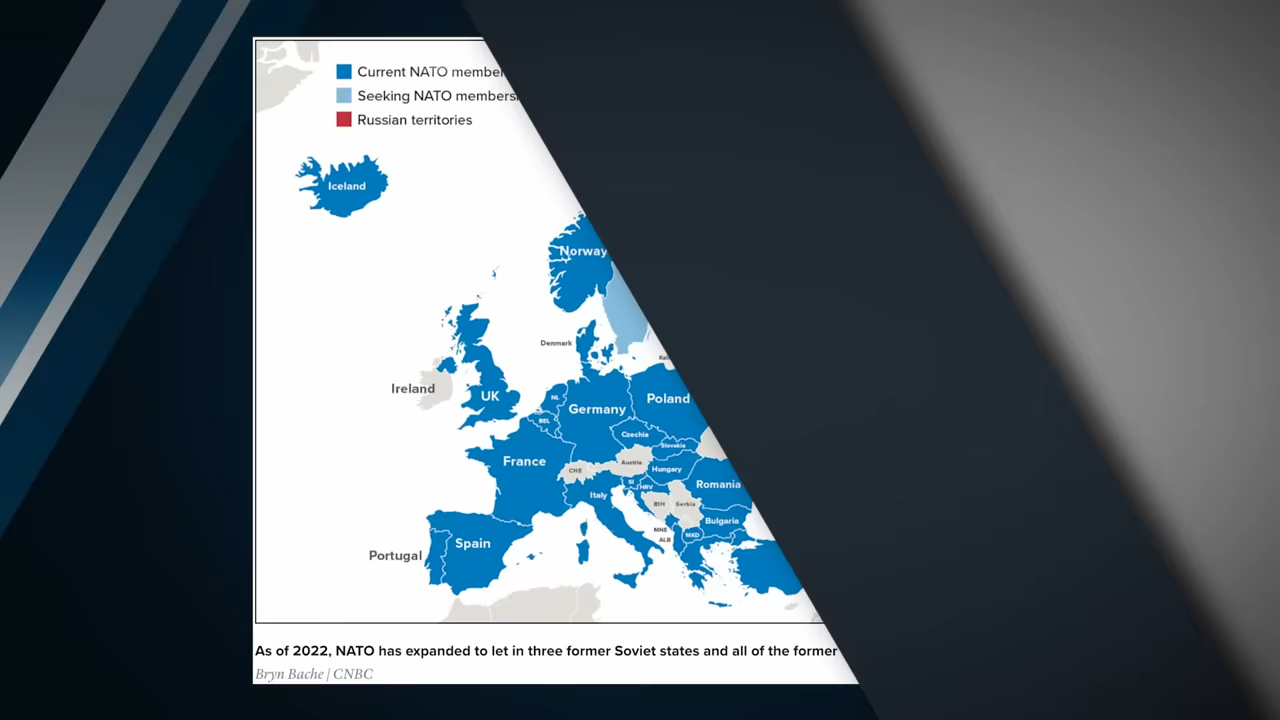 Current NATO member
Seeking NATO members
Russian territories
Iceland
Norway
Denmark
Ireland
UK
NL
BEL
Germany
Poland
Czechia
Slovakia
France
CHE
Austria
Hungary
SI
HRV
Romania
Italy
BIH
Serbia
Bulgaria
MNE
MKD
ALB
Portugal
Spain
As of 2022, NATO has expanded to let in three former Soviet states and all of the former
Bryn Bache / CNBC